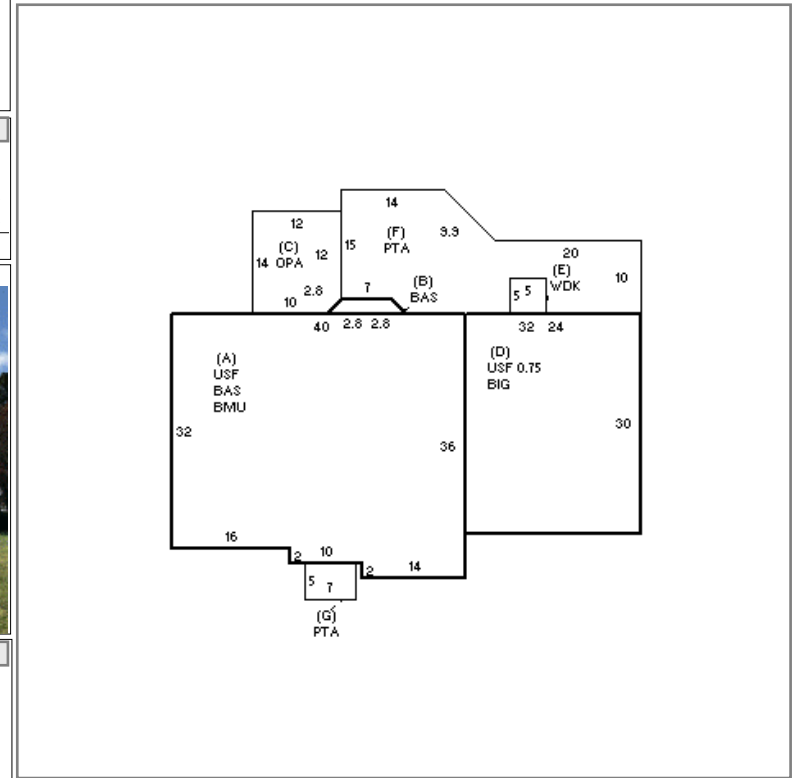 14
12
(F)
PTA
9.9
15
(C)
OPA
12
14
20
(E)
WDK
10
(B)
BAS
7
2.8
10
5 5
40 2.8 2.8
32 24
(A)
USF
BAS
BMU
(D)
USF 0.75
BIG
32
30
36
16
2
10
2
14
5
7
(G)
PTA